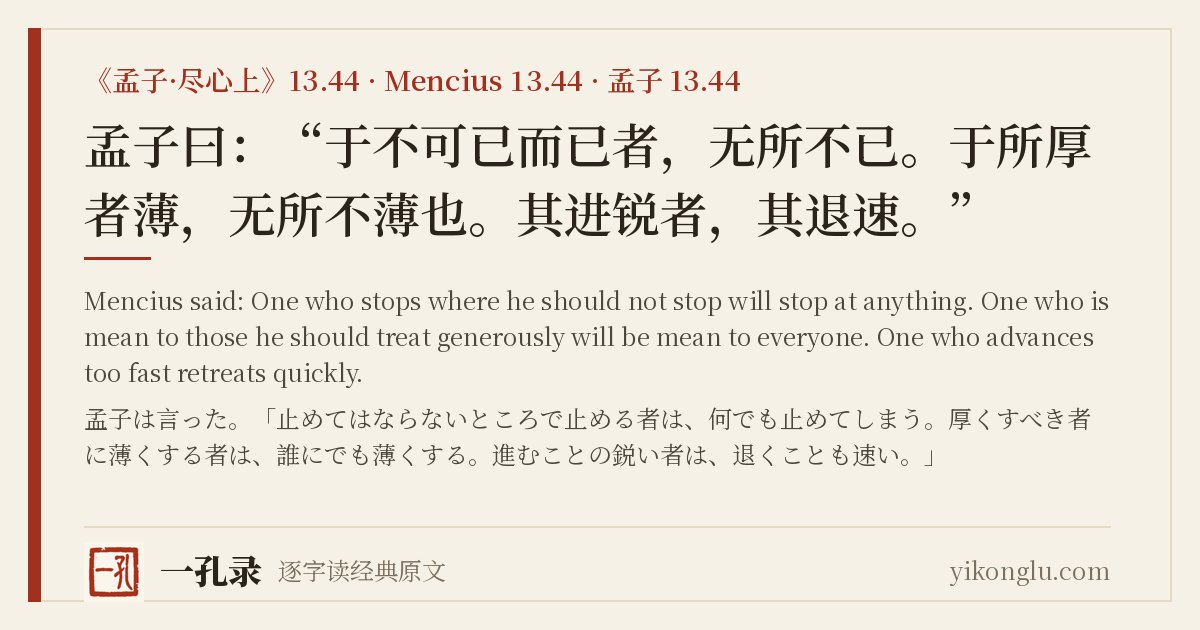 《孟子·尽心上》13.44 · Mencius 13.44 · 孟子 13.44
孟子曰：“于不可已而已者，无所不已。于所厚
者薄，无所不薄也。其进锐者，其退速。”
Mencius said: One who stops where he should not stop will stop at anything. One who is
mean to those he should treat generously will be mean to everyone. One who advances
too fast retreats quickly.
孟子は言った。「止めてはならないところで止める者は、何でも止めてしまう。厚くすべき者
に薄くする者は、誰にでも薄くする。進むことの鋭い者は、退くことも速い。」
一孔
一孔录 逐字读经典原文
yikonglu.com